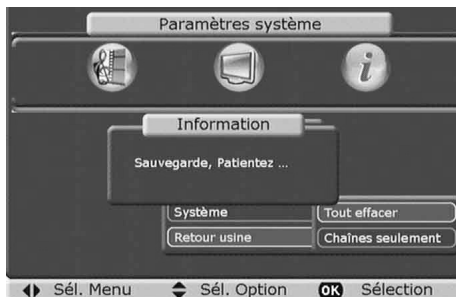 Paramètres système
Information
Sauvegarde, Patientez ...
Système Tout effacer
Retour usine Chaînes seulement
Sél. Menu Sél. Option OK Sélection